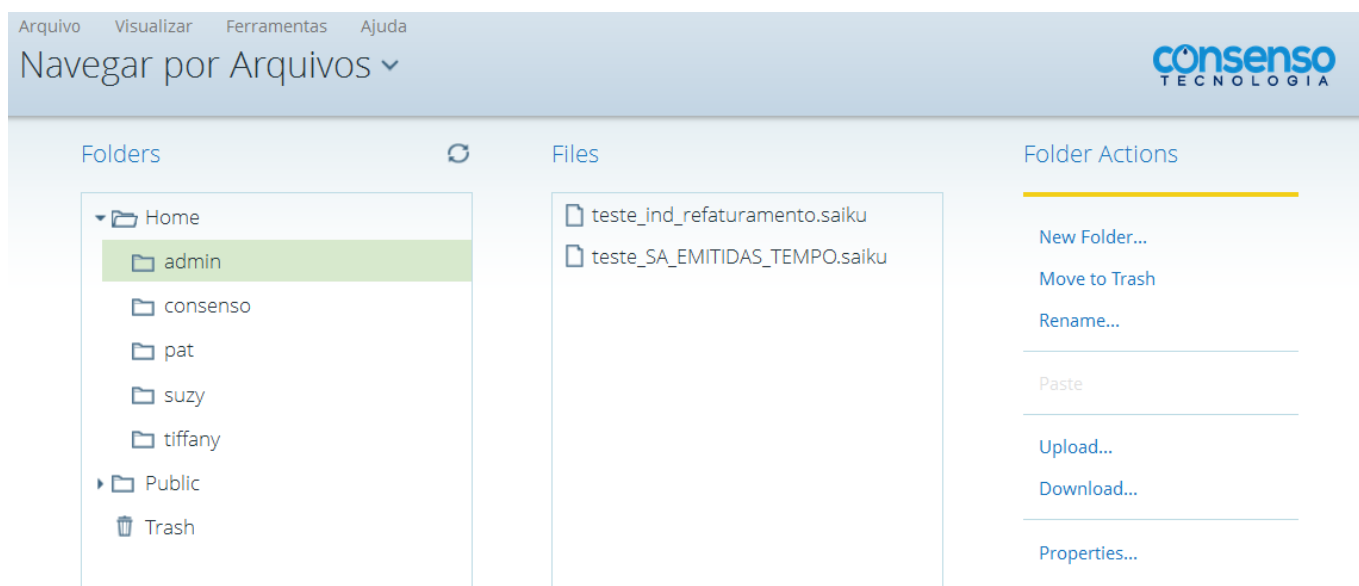 Arquivo Visualizar Ferramentas Ajuda
Navegar por Arquivos
consenso
TECNOLOGIA
Folders
Home
admin
consenso
pat
suzy
tiffany
Public
Trash
Files
teste_ind_refaturamento.saiku
teste_SA_EMITIDAS_TEMPO.saiku
Folder Actions
New Folder...
Move to Trash
Rename...
Paste
Upload...
Download...
Properties...